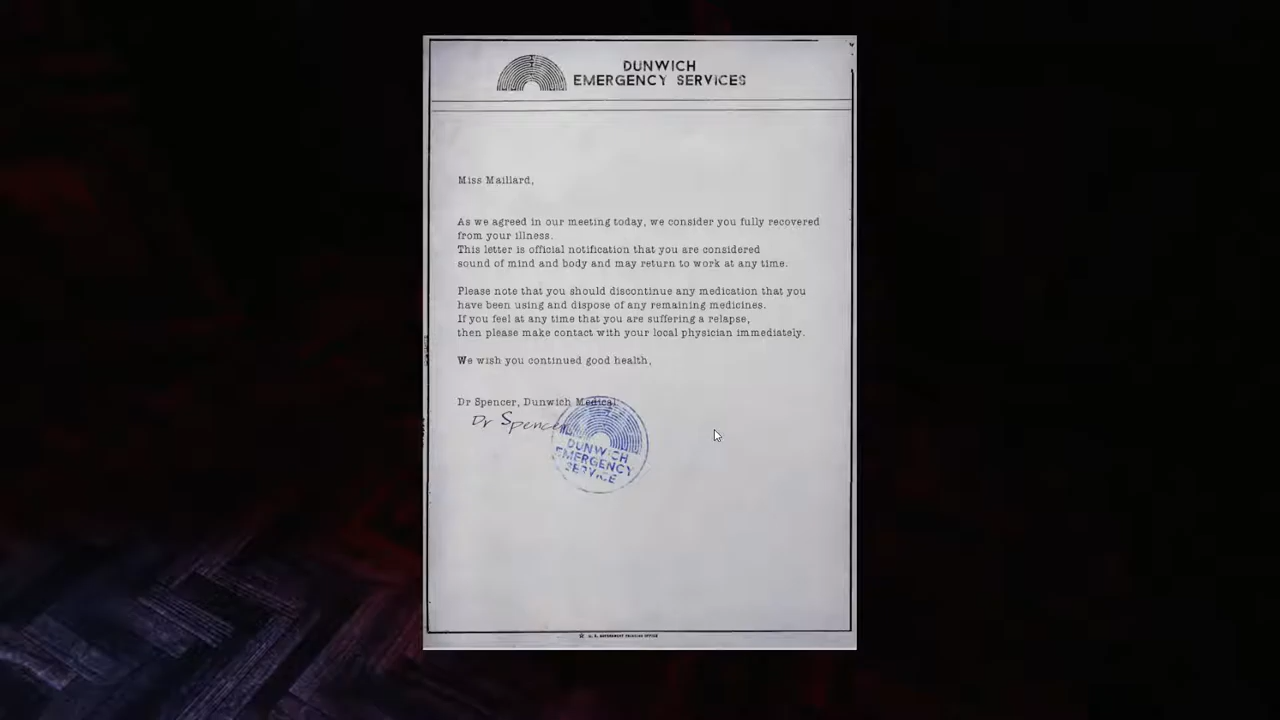 DUNWICH
EMERGENCY SERVICES
Miss Maillard,
As we agreed in our meeting today, we consider you fully recovered
from your illness.
This letter is official notification that you are considered
sound of mind and body and may return to work at any time.
Please note that you should discontinue any medication that you
have been using and dispose of any remaining medicines.
If you feel at any time that you are suffering a relapse,
then please make contact with your local physician immediately.
We wish you continued good health,
Dr Spencer, Dunwich Medical
Dr Spencer
DUNWICH
EMERGENCY
SERVICE
U. S. GOVERNMENT PRINTING OFFICE